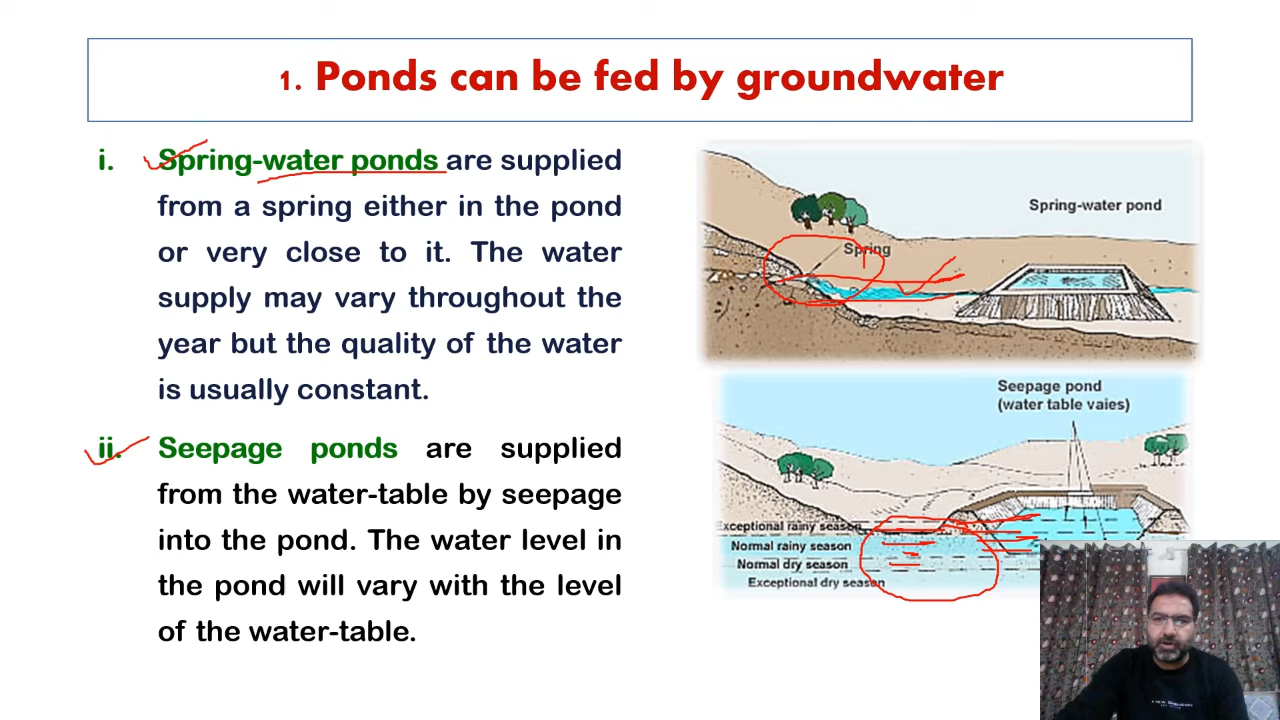 1. Ponds can be fed by groundwater
i. Spring-water ponds are supplied
from a spring either in the pond
or very close to it. The water
supply may vary throughout the
year but the quality of the water
is usually constant.
ii. Seepage ponds are supplied
from the water-table by seepage
into the pond. The water level in
the pond will vary with the level
of the water-table.
Spring-water pond
Spring
Seepage pond
(water table vaies)
Exceptional rainy season
Normal rainy season
Normal dry season
Exceptional dry season